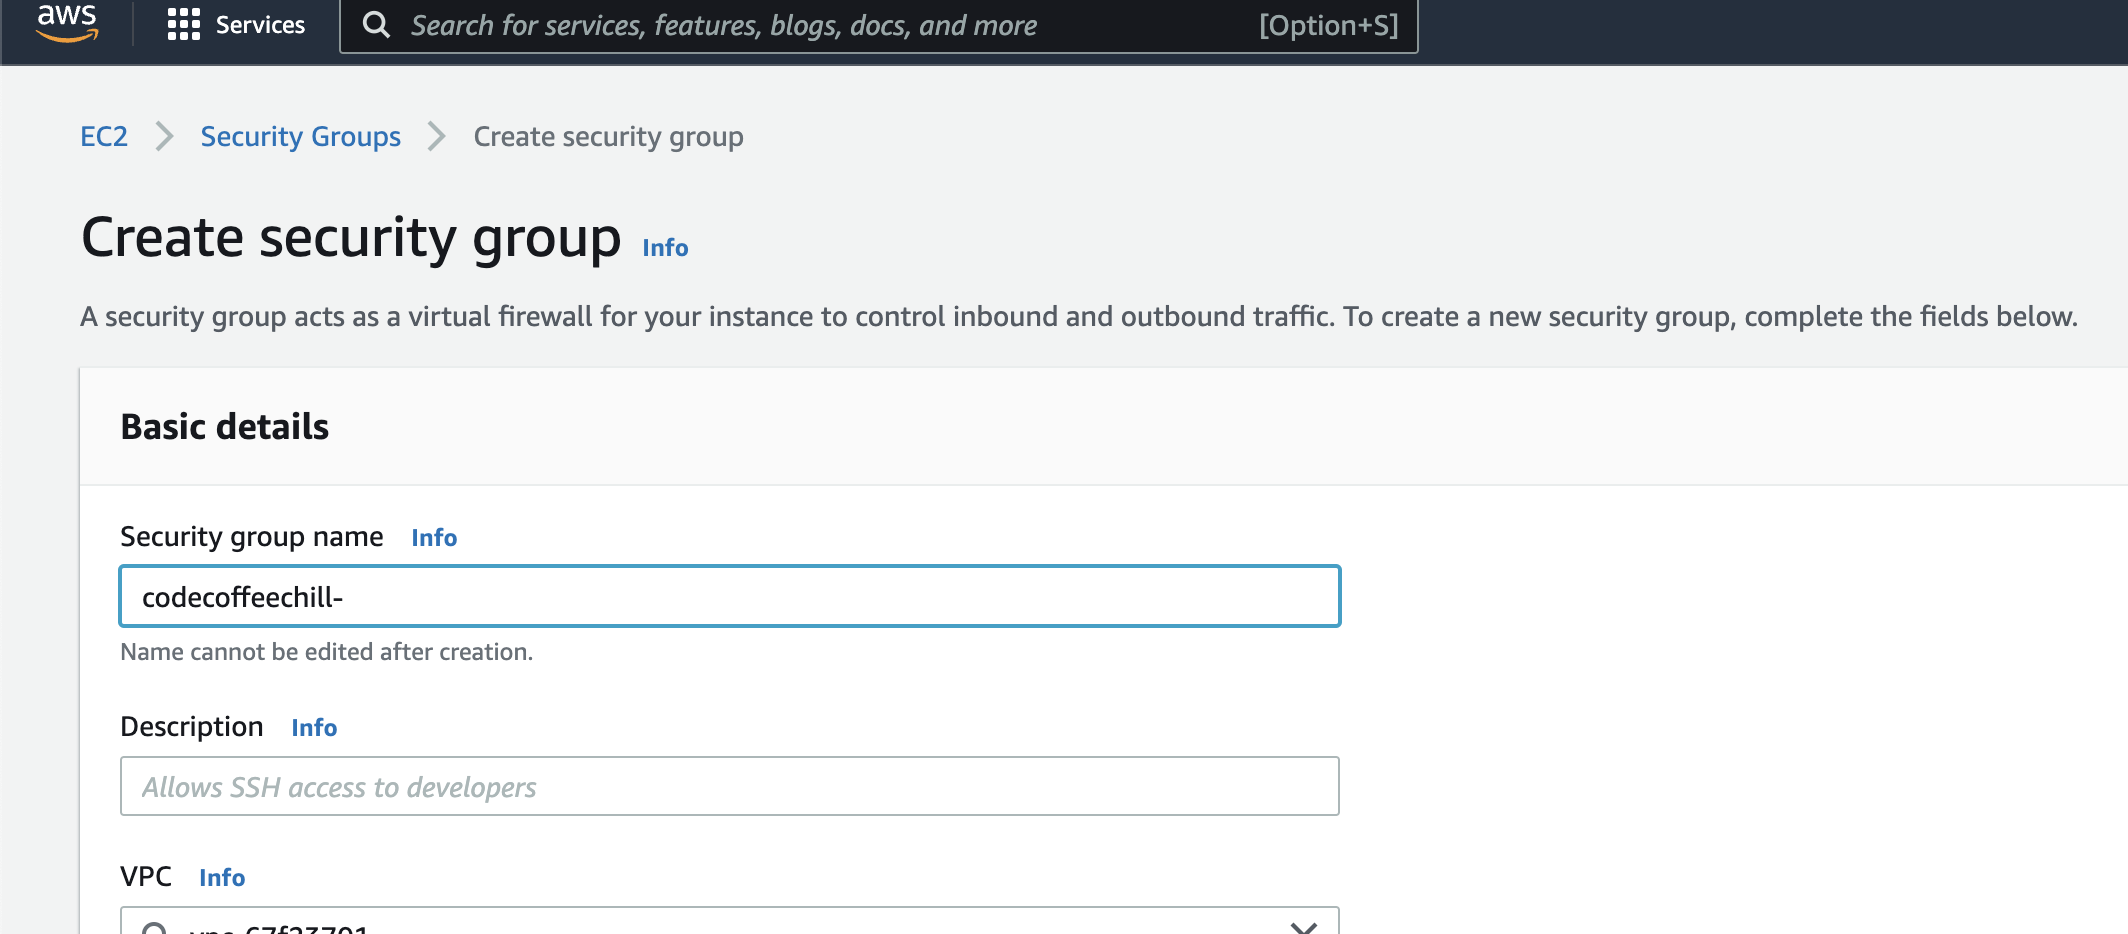 aws Services Search for services, features, blogs, docs, and more [Option+S]
EC2 Security Groups Create security group
Create security group Info
A security group acts as a virtual firewall for your instance to control inbound and outbound traffic. To create a new security group, complete the fields below.
Basic details
Security group name Info
codecoffeechill-
Name cannot be edited after creation.
Description Info
Allows SSH access to developers
VPC Info
vpc-67f23701